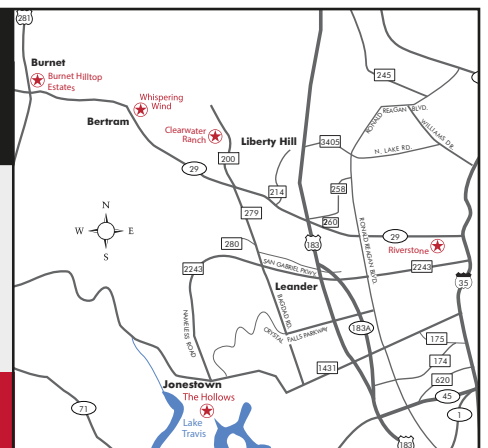 281
Burnet
Burnet Hilltop
Estates
245
Whispering
Wind
Bertram
RONALD REAGAN BLVD.
WILLIAMS DR.
Clearwater
Ranch
Liberty Hill
3405
N. LAKE RD.
200
29
258
214
279
260
N
W
E
S
280
183
29
Riverstone
RONALD REAGAN BLVD.
2243
SAN GABRIEL PKWY.
2243
35
Leander
BAGDAD RD.
NAMELESS ROAD
CRYSTAL FALLS PARKWAY
183A
175
174
1431
620
Jonestown
The Hollows
45
71
Lake
Travis
1
183